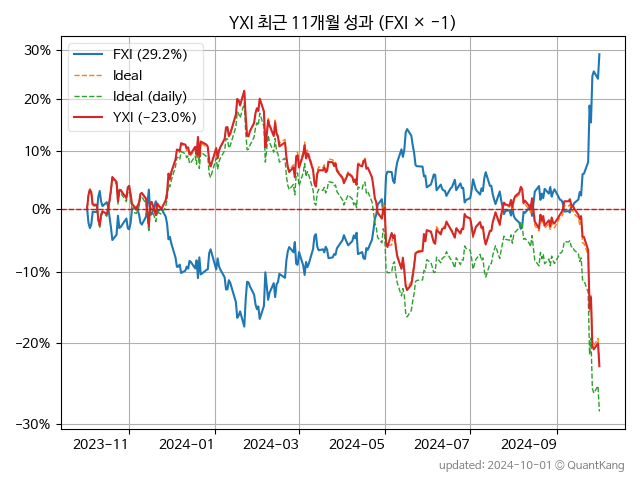 YXI 최근 11개월 성과 (FXI × −1)
FXI (29.2%)
Ideal
Ideal (daily)
YXI (−23.0%)
30%
20%
10%
0%
−10%
−20%
−30%
2023-11
2024-01
2024-03
2024-05
2024-07
2024-09
updated: 2024-10-01 © QuantKang